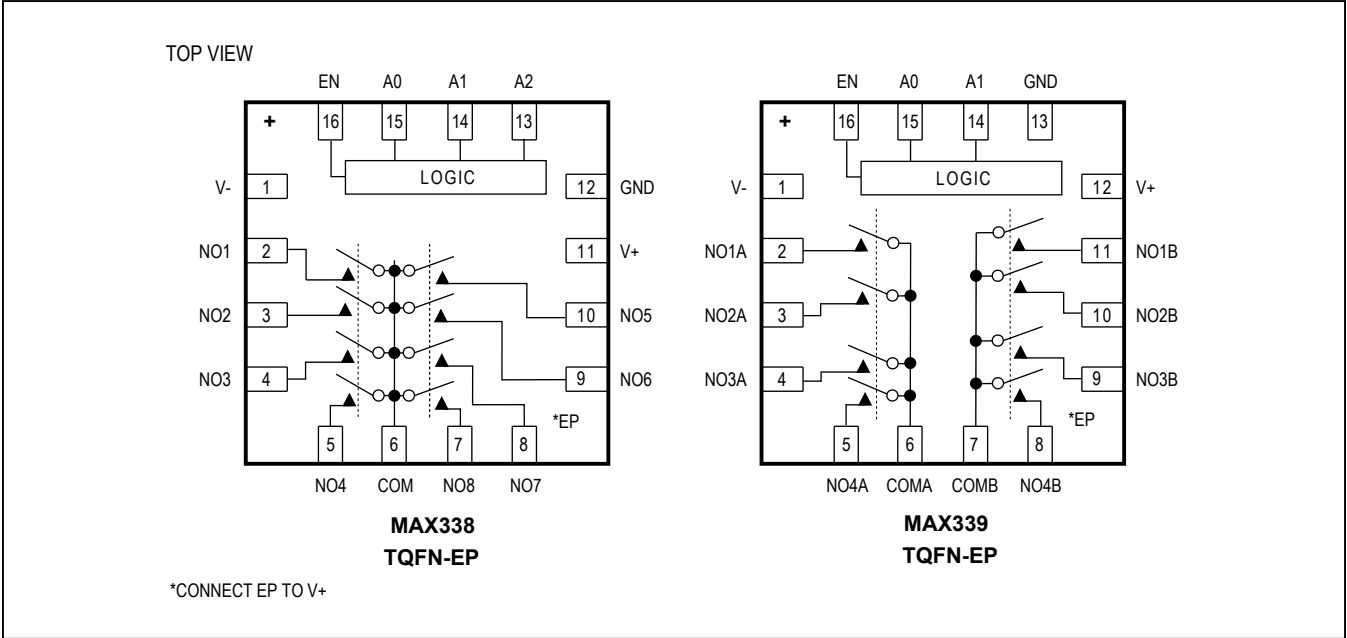 TOP VIEW
EN A0 A1 A2
+ 16 15 14 13
LOGIC
V- 1 12 GND
NO1 2 11 V+
NO2 3 10 NO5
NO3 4 9 NO6
*EP
5 6 7 8
NO4 COM NO8 NO7
MAX338
TQFN-EP
EN A0 A1 GND
+ 16 15 14 13
LOGIC
V- 1 12 V+
NO1A 2 11 NO1B
NO2A 3 10 NO2B
NO3A 4 9 NO3B
*EP
5 6 7 8
NO4A COMA COMB NO4B
MAX339
TQFN-EP
*CONNECT EP TO V+